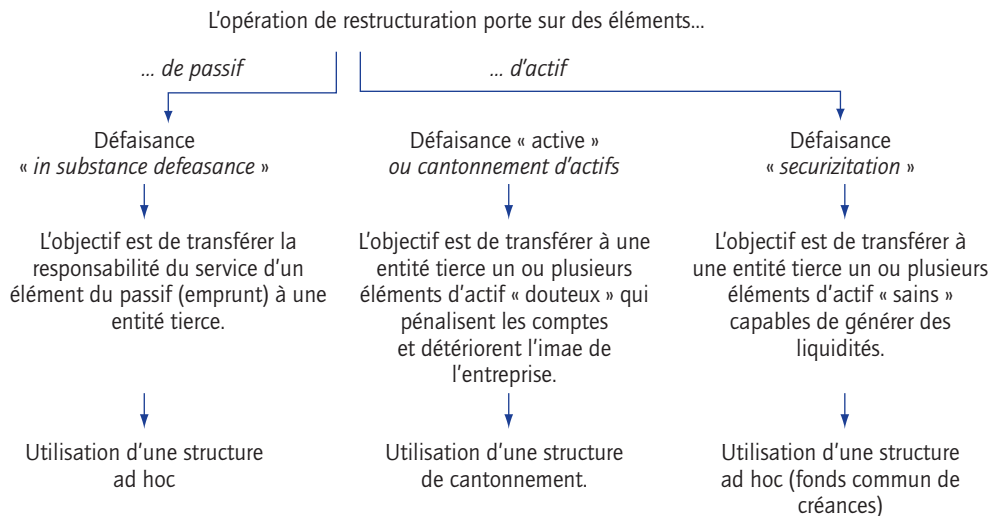 L'opération de restructuration porte sur des éléments...
... de passif
... d'actif
Défaisance
« in substance defeasance »
L'objectif est de transférer la
responsabilité du service d'un
élément du passif (emprunt) à une
entité tierce.
Utilisation d'une structure
ad hoc
Défaisance « active »
ou cantonnement d'actifs
L'objectif est de transférer à une
entité tierce un ou plusieurs
éléments d'actif « douteux » qui
pénalisent les comptes
et détériorent l'imae de
l'entreprise.
Utilisation d'une structure
de cantonnement.
Défaisance
« securizitation »
L'objectif est de transférer à
une entité tierce un ou plusieurs
éléments d'actif « sains »
capables de générer des
liquidités.
Utilisation d'une structure
ad hoc (fonds commun de
créances)